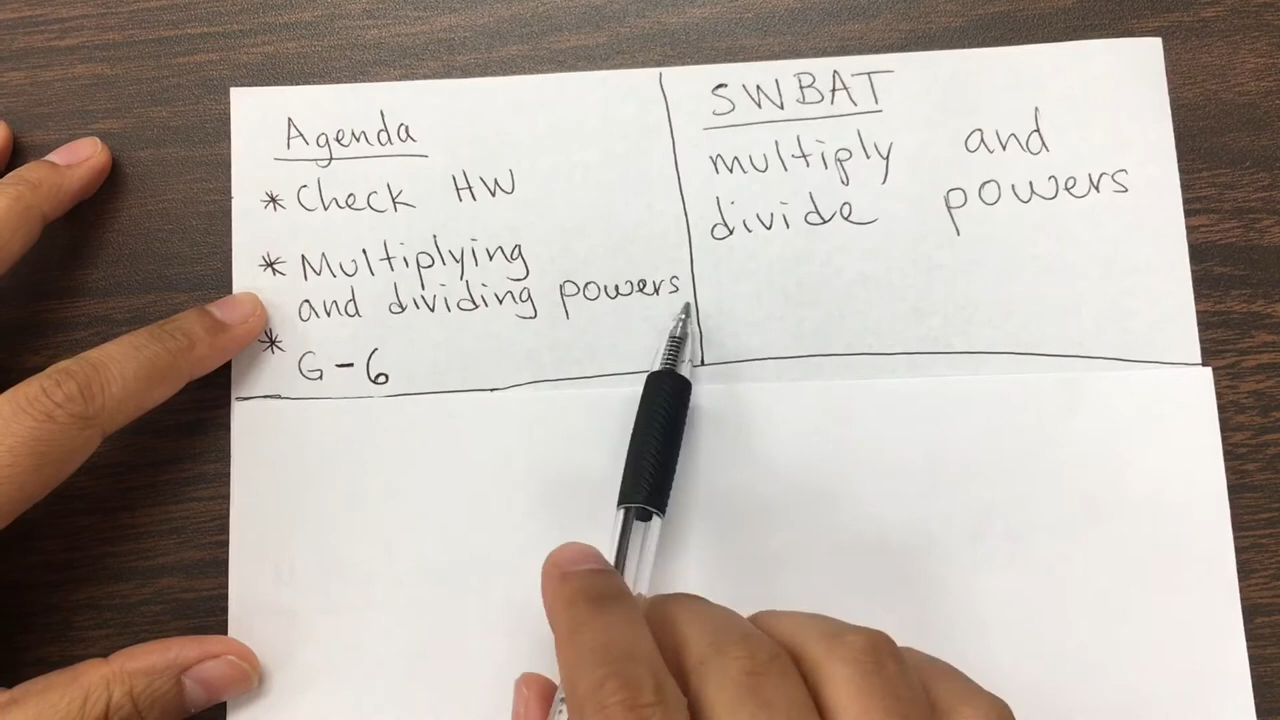 Agenda
* Check HW
* Multiplying
and dividing powers
*
G-6
SWBAT
multiply and
divide powers